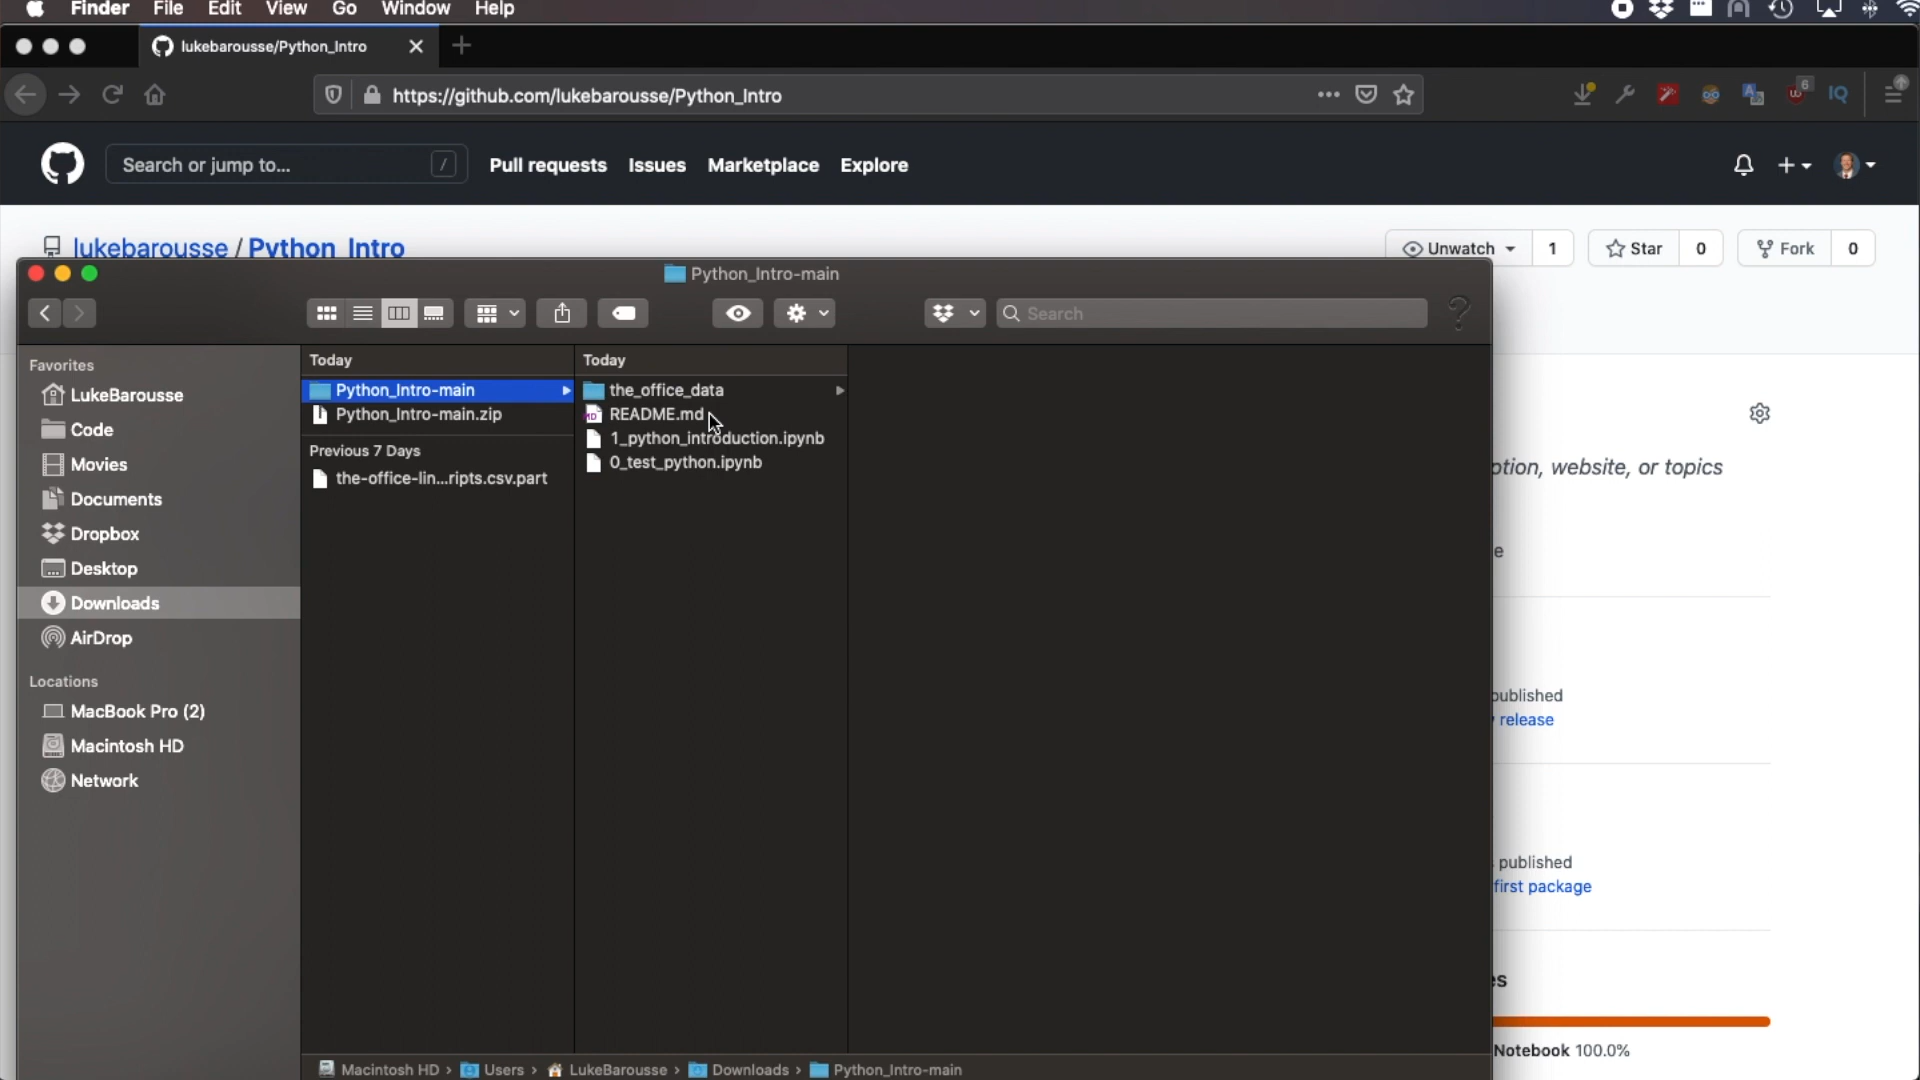 Finder File Edit View Go Window Help
lukebarousse/Python_Intro
https://github.com/lukebarousse/Python_Intro
6
IQ
Search or jump to... /
Pull requests Issues Marketplace Explore
lukebarousse / Python_Intro
Unwatch 1
Star 0
Fork 0
Python_Intro-main
Search
Favorites
LukeBarousse
Code
Movies
Documents
Dropbox
Desktop
Downloads
AirDrop
Locations
MacBook Pro (2)
Macintosh HD
Network
Today
Python_Intro-main
Python_Intro-main.zip
Previous 7 Days
the-office-lin...ripts.csv.part
Today
the_office_data
README.md
1_python_introduction.ipynb
0_test_python.ipynb
ption, website, or topics
e
published
release
published
first package
es
Notebook 100.0%
Macintosh HD › Users › LukeBarousse › Downloads › Python_Intro-main